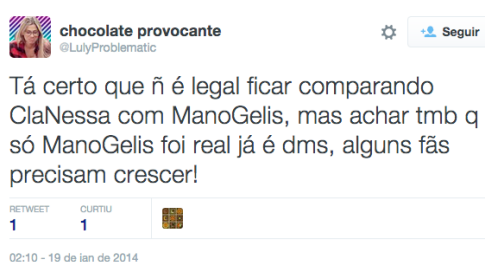 chocolate provocante
@LulyProblematic
Seguir
Tá certo que ñ é legal ficar comparando
ClaNessa com ManoGelis, mas achar tmb q
só ManoGelis foi real já é dms, alguns fãs
precisam crescer!
RETWEET
1
CURTIU
1
02:10 - 19 de jan de 2014